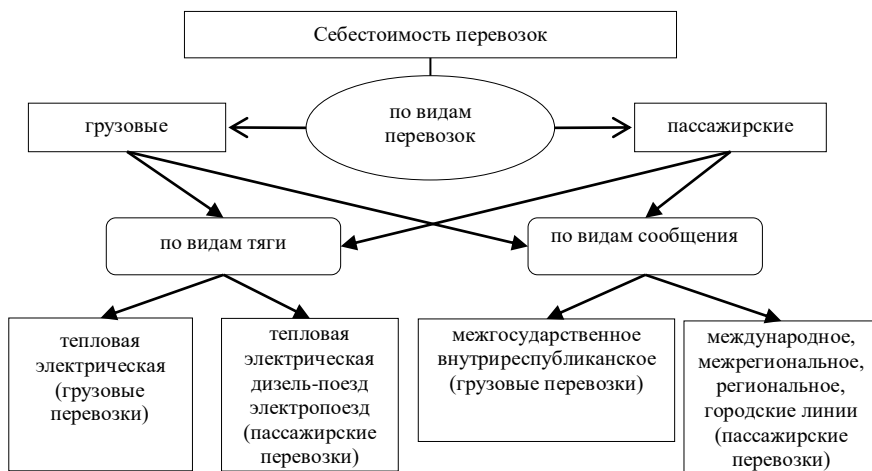 Себестоимость перевозок
по видам
перевозок
грузовые
пассажирские
по видам тяги
по видам сообщения
тепловая
электрическая
(грузовые
перевозки)
тепловая
электрическая
дизель-поезд
электропоезд
(пассажирские
перевозки)
межгосударственное
внутриреспубликанское
(грузовые перевозки)
международное,
межрегиональное,
региональное,
городские линии
(пассажирские
перевозки)